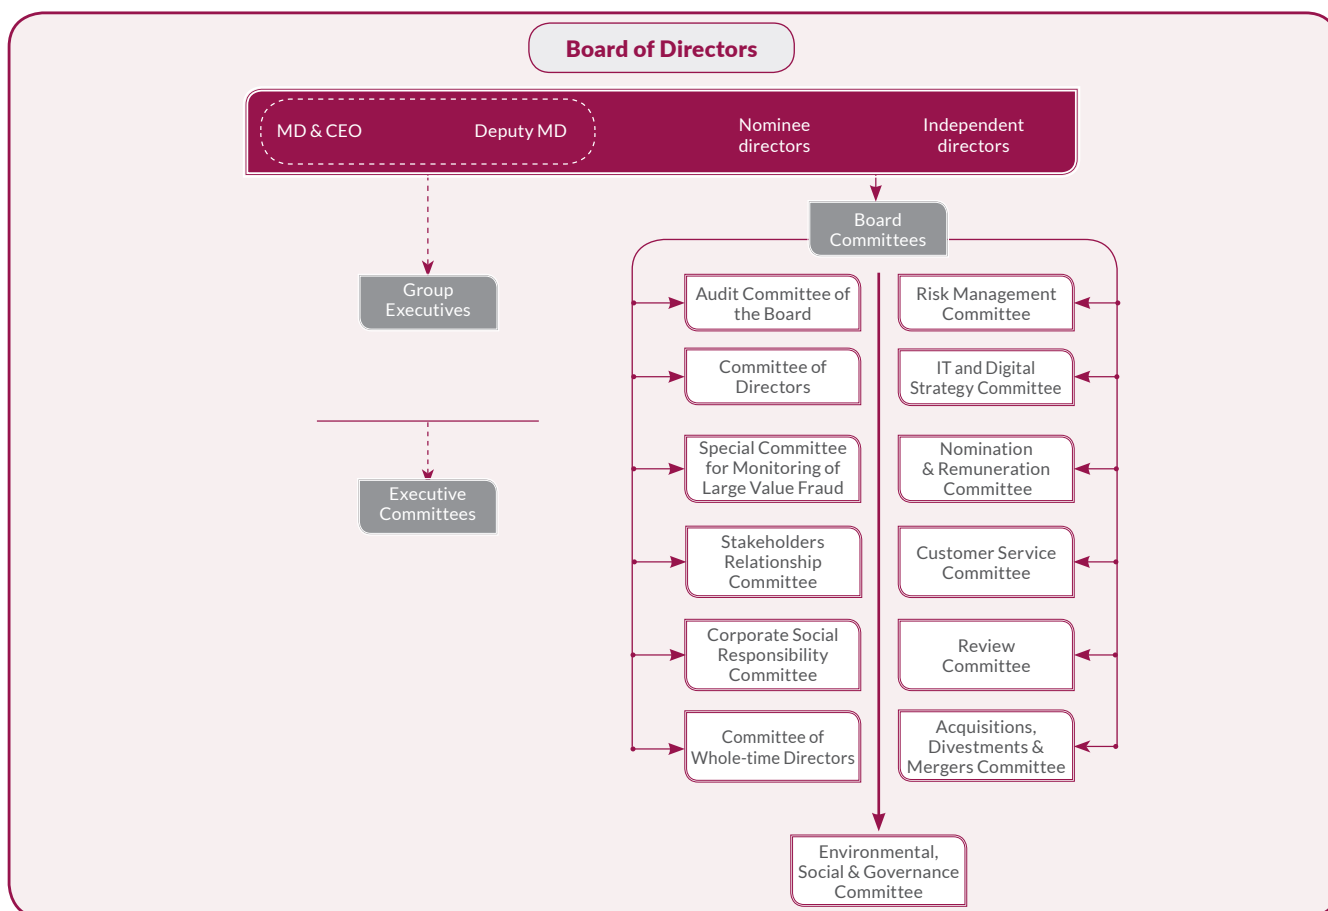 Board of Directors
MD & CEO
Deputy MD
Nominee
directors
Independent
directors
Board
Committees
Group
Executives
Executive
Committees
Audit Committee of
the Board
Risk Management
Committee
Committee of
Directors
IT and Digital
Strategy Committee
Special Committee
for Monitoring of
Large Value Fraud
Nomination
& Remuneration
Committee
Stakeholders
Relationship
Committee
Customer Service
Committee
Corporate Social
Responsibility
Committee
Review
Committee
Committee of
Whole-time Directors
Acquisitions,
Divestments &
Mergers Committee
Environmental,
Social & Governance
Committee